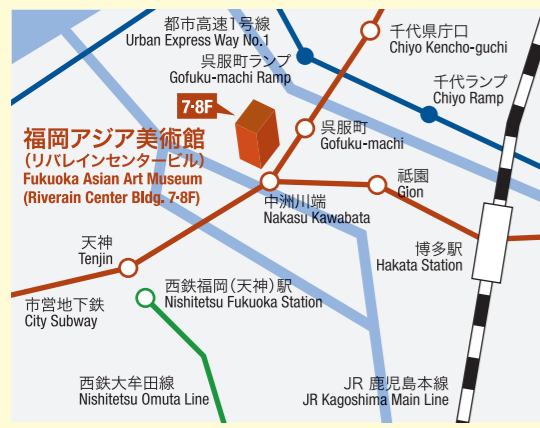 都市高速1号線
Urban Express Way No.1
千代県庁口
Chiyo Kencho-guchi
呉服町ランプ
Gofuku-machi Ramp
千代ランプ
Chiyo Ramp
7・8F
呉服町
Gofuku-machi
福岡アジア美術館
(リバレインセンタービル)
Fukuoka Asian Art Museum
(Riverain Center Bldg. 7・8F)
祗園
Gion
中洲川端
Nakasu Kawabata
天神
Tenjin
博多駅
Hakata Station
西鉄福岡(天神)駅
Nishitetsu Fukuoka Station
市営地下鉄
City Subway
西鉄大牟田線
Nishitetsu Omuta Line
JR 鹿児島本線
JR Kagoshima Main Line